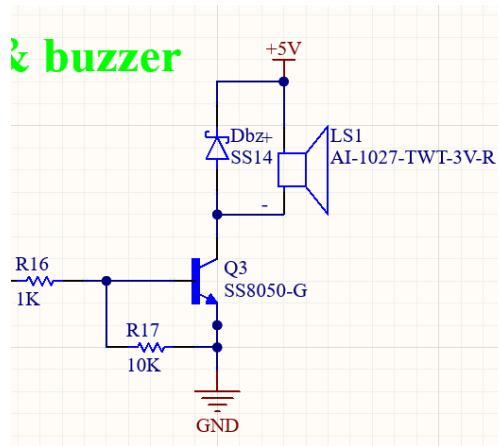 & buzzer
+5V
Dbz
SS14
+
-
LS1
AI-1027-TWT-3V-R
R16
1K
Q3
SS8050-G
R17
10K
GND